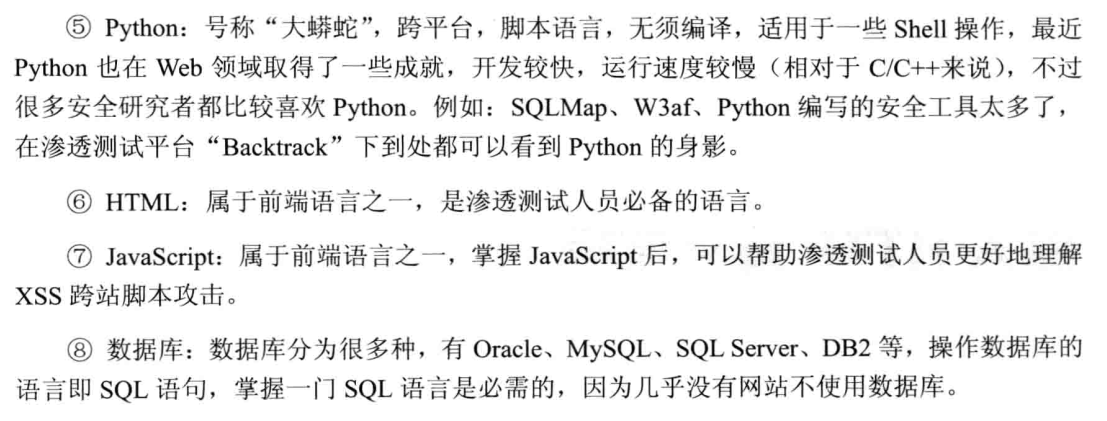 ⑤ Python：号称“大蟒蛇”，跨平台，脚本语言，无须编译，适用于一些 Shell 操作，最近
Python 也在 Web 领域取得了一些成就，开发较快，运行速度较慢（相对于 C/C++来说），不过
很多安全研究者都比较喜欢 Python。例如：SQLMap、W3af、Python 编写的安全工具太多了，
在渗透测试平台“Backtrack”下到处都可以看到 Python 的身影。
⑥ HTML：属于前端语言之一，是渗透测试人员必备的语言。
⑦ JavaScript：属于前端语言之一，掌握 JavaScript 后，可以帮助渗透测试人员更好地理解
XSS 跨站脚本攻击。
⑧ 数据库：数据库分为很多种，有 Oracle、MySQL、SQL Server、DB2 等，操作数据库的
语言即 SQL 语句，掌握一门 SQL 语言是必需的，因为几乎没有网站不使用数据库。